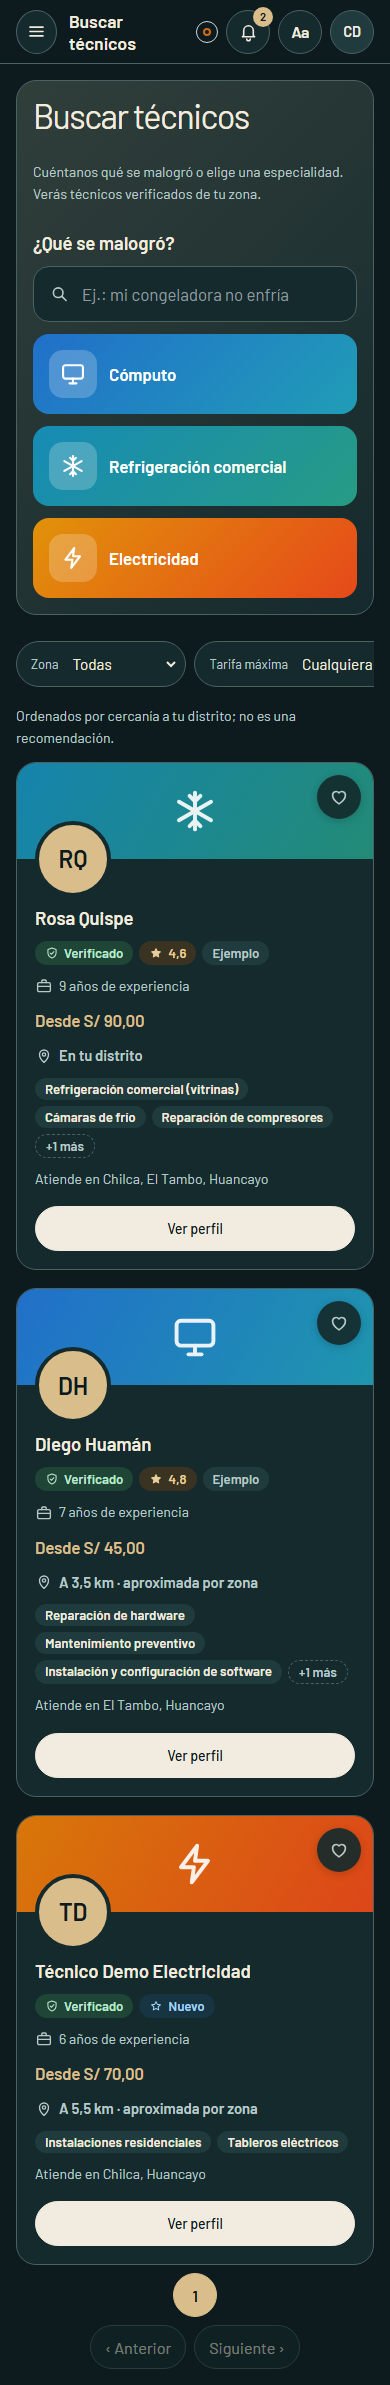 Buscar
técnicos
2
Aa
CD
Buscar técnicos
Cuéntanos qué se malogró o elige una especialidad.
Verás técnicos verificados de tu zona.
¿Qué se malogró?
Ej.: mi congeladora no enfría
Cómputo
Refrigeración comercial
Electricidad
Zona Todas
Tarifa máxima Cualquiera
Ordenados por cercanía a tu distrito; no es una
recomendación.
RQ
Rosa Quispe
Verificado 4,6 Ejemplo
9 años de experiencia
Desde S/ 90,00
En tu distrito
Refrigeración comercial (vitrinas)
Cámaras de frío Reparación de compresores
+1 más
Atiende en Chilca, El Tambo, Huancayo
Ver perfil
DH
Diego Huamán
Verificado 4,8 Ejemplo
7 años de experiencia
Desde S/ 45,00
A 3,5 km · aproximada por zona
Reparación de hardware
Mantenimiento preventivo
Instalación y configuración de software +1 más
Atiende en El Tambo, Huancayo
Ver perfil
TD
Técnico Demo Electricidad
Verificado Nuevo
6 años de experiencia
Desde S/ 70,00
A 5,5 km · aproximada por zona
Instalaciones residenciales Tableros eléctricos
Atiende en Chilca, Huancayo
Ver perfil
1
‹ Anterior Siguiente ›